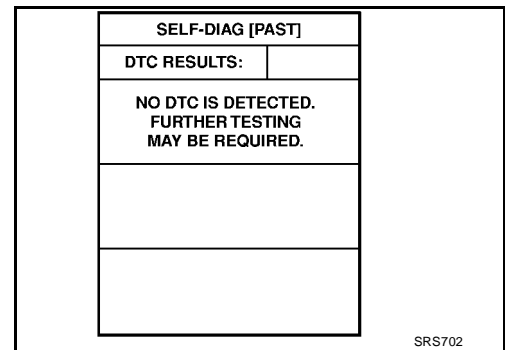 SELF-DIAG [PAST]
DTC RESULTS:
NO DTC IS DETECTED.
FURTHER TESTING
MAY BE REQUIRED.
SRS702